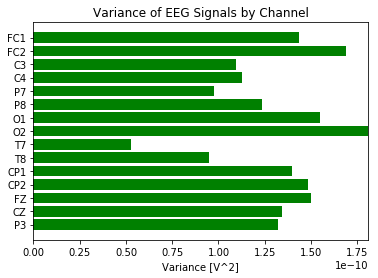 Variance of EEG Signals by Channel
FC1
FC2
C3
C4
P7
P8
O1
O2
T7
T8
CP1
CP2
FZ
CZ
P3
0.00 0.25 0.50 0.75 1.00 1.25 1.50 1.75
1e−10
Variance [V^2]